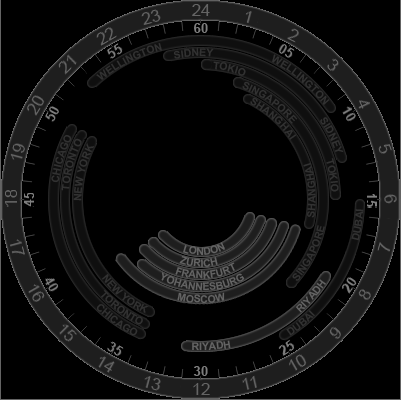 24
1
2
3
4
5
6
7
8
9
10
11
12
13
14
15
16
17
18
19
20
21
22
23
60
05
10
15
20
25
30
35
40
45
50
55
WELLINGTON
WELLINGTON
SiDNEY
SiDNEY
TOKIO
TOKIO
SINGAPORE
SINGAPORE
SHANGHAI
SHANGHAI
DUBAI
DUBAI
RIYADH
RIYADH
CHICAGO
TORONTO
NEW YORK
NEW YORK
TORONTO
CHICAGO
LONDON
ZURICH
FRANKFURT
YOHANNESBURG
MOSCOW